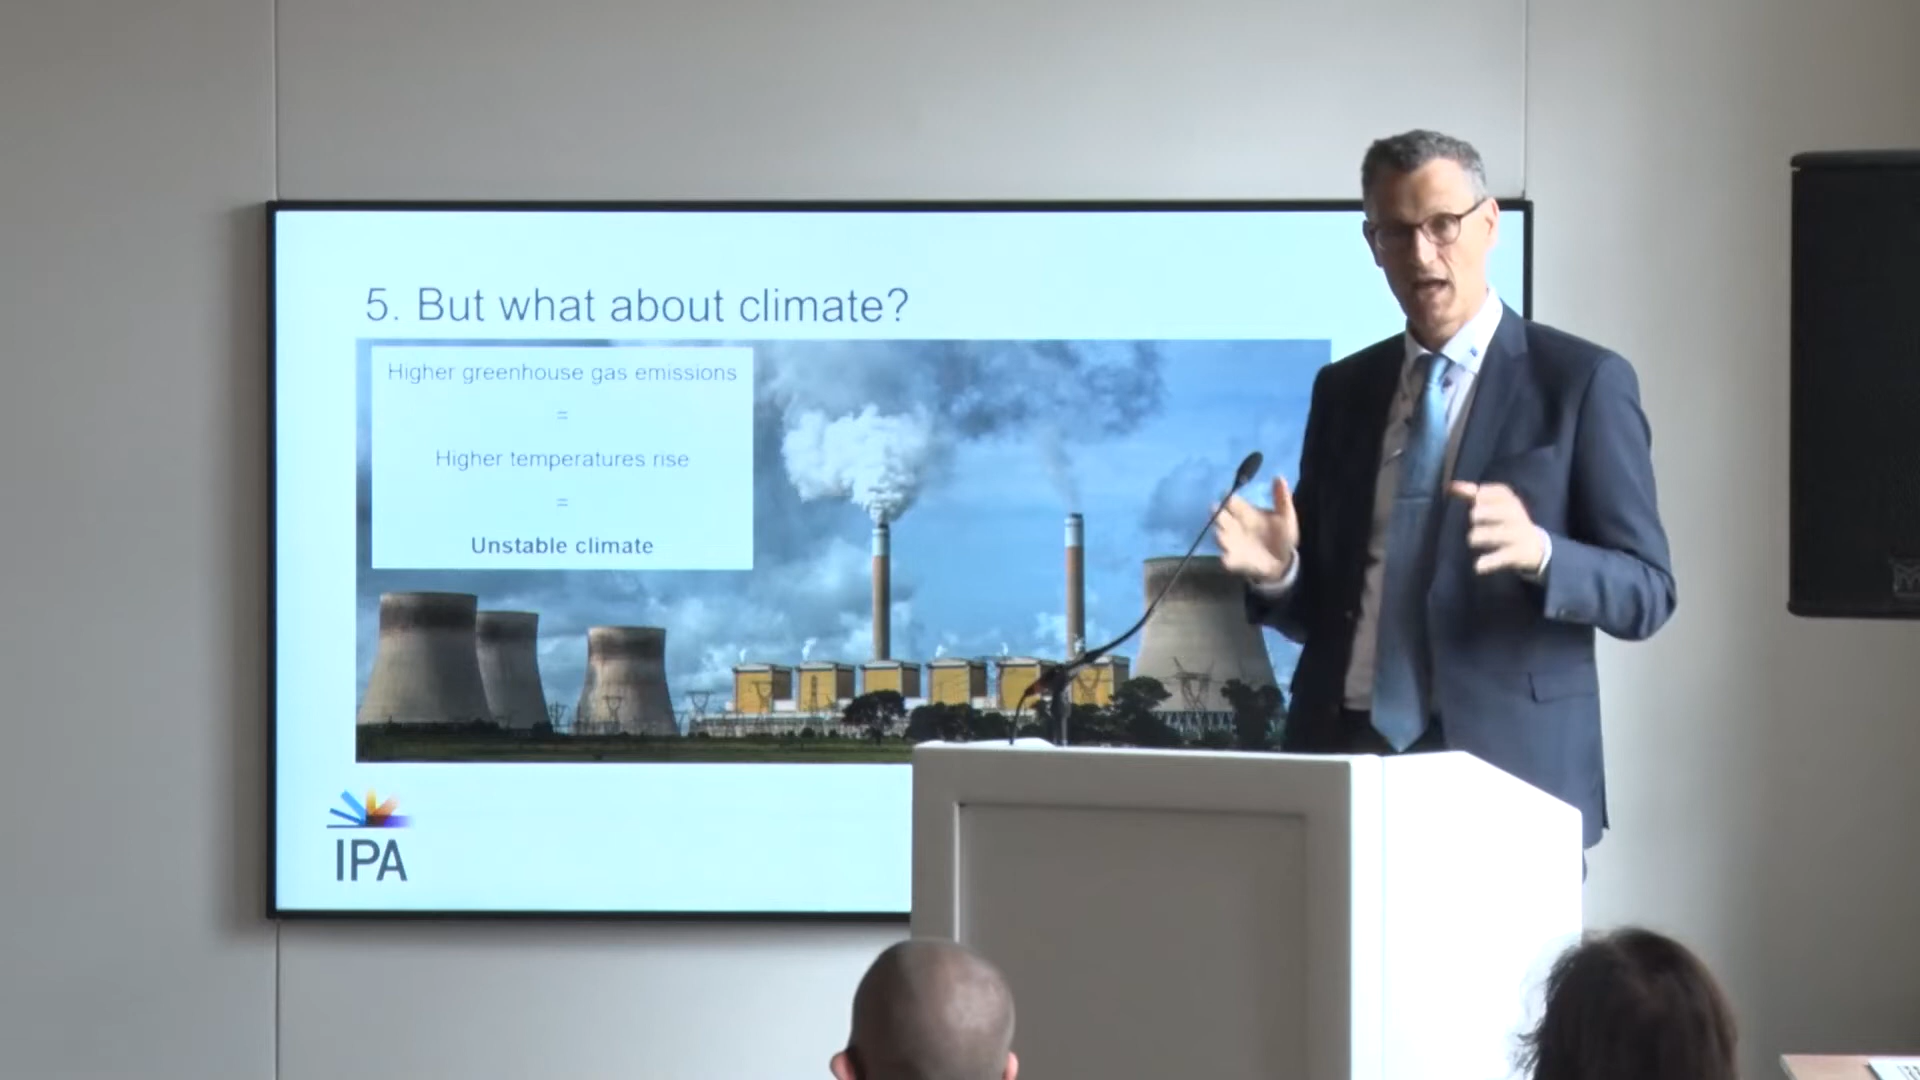 5. But what about climate?
Higher greenhouse gas emissions
=
Higher temperatures rise
=
Unstable climate
IPA